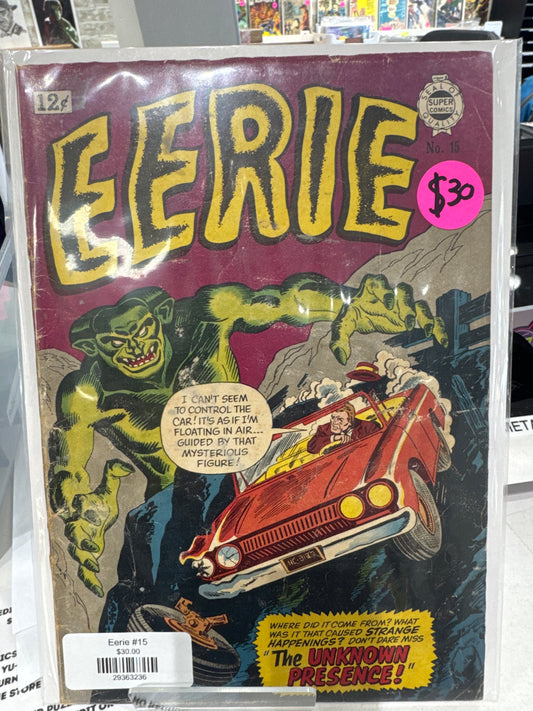 12¢
EERIE
SEAL OF
SUPER
COMICS
QUALITY
No. 15
$30
I CAN'T SEEM
TO CONTROL THE
CAR! IT'S AS IF I'M
FLOATING IN AIR...
GUIDED BY THAT
MYSTERIOUS
FIGURE!
WHERE DID IT COME FROM? WHAT
WAS IT THAT CAUSED STRANGE
HAPPENINGS? DON'T DARE MISS
"The UNKNOWN
PRESENCE!"
Eerie #15
$30.00
29363236